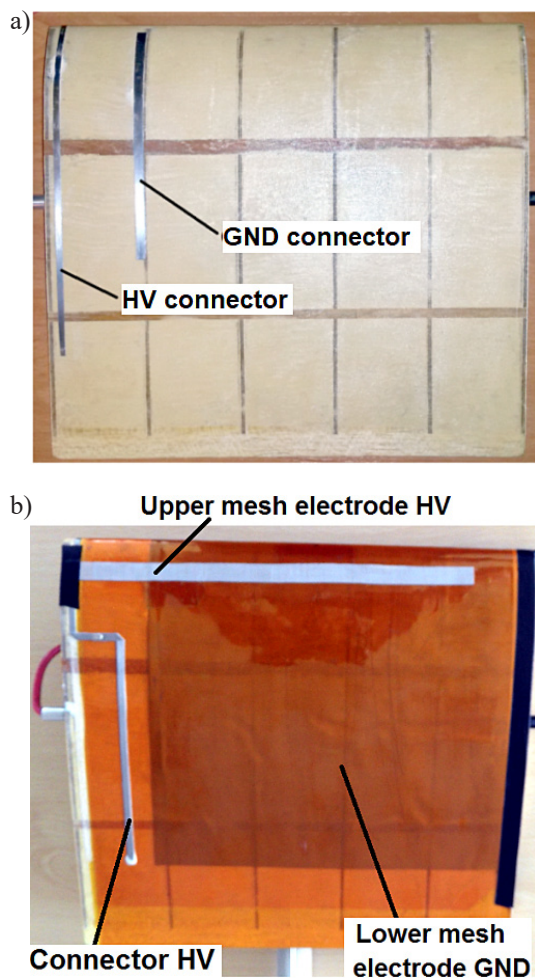 a)
GND connector
HV connector
b)
Upper mesh electrode HV
Connector HV
Lower mesh
electrode GND